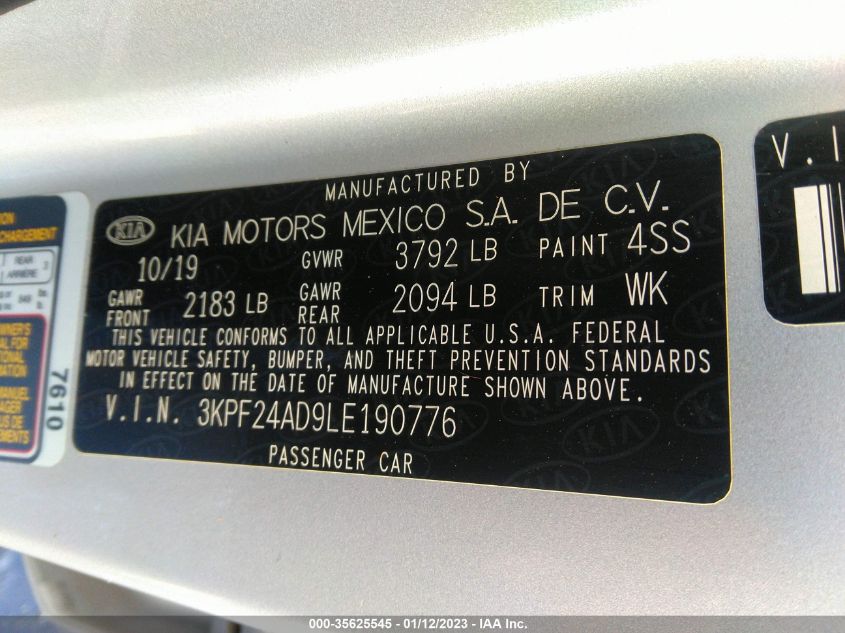 MANUFACTURED BY
KIA KIA MOTORS MEXICO S.A. DE C.V.
10/19 GVWR 3792 LB PAINT 4SS
GAWR FRONT 2183 LB GAWR REAR 2094 LB TRIM WK
THIS VEHICLE CONFORMS TO ALL APPLICABLE U.S.A. FEDERAL
MOTOR VEHICLE SAFETY, BUMPER, AND THEFT PREVENTION STANDARDS
IN EFFECT ON THE DATE OF MANUFACTURE SHOWN ABOVE.
V.I.N. 3KPF24AD9LE190776
PASSENGER CAR
REAR 3
ARRIERE
7610
V.I
000-35625545 - 01/12/2023 - IAA Inc.